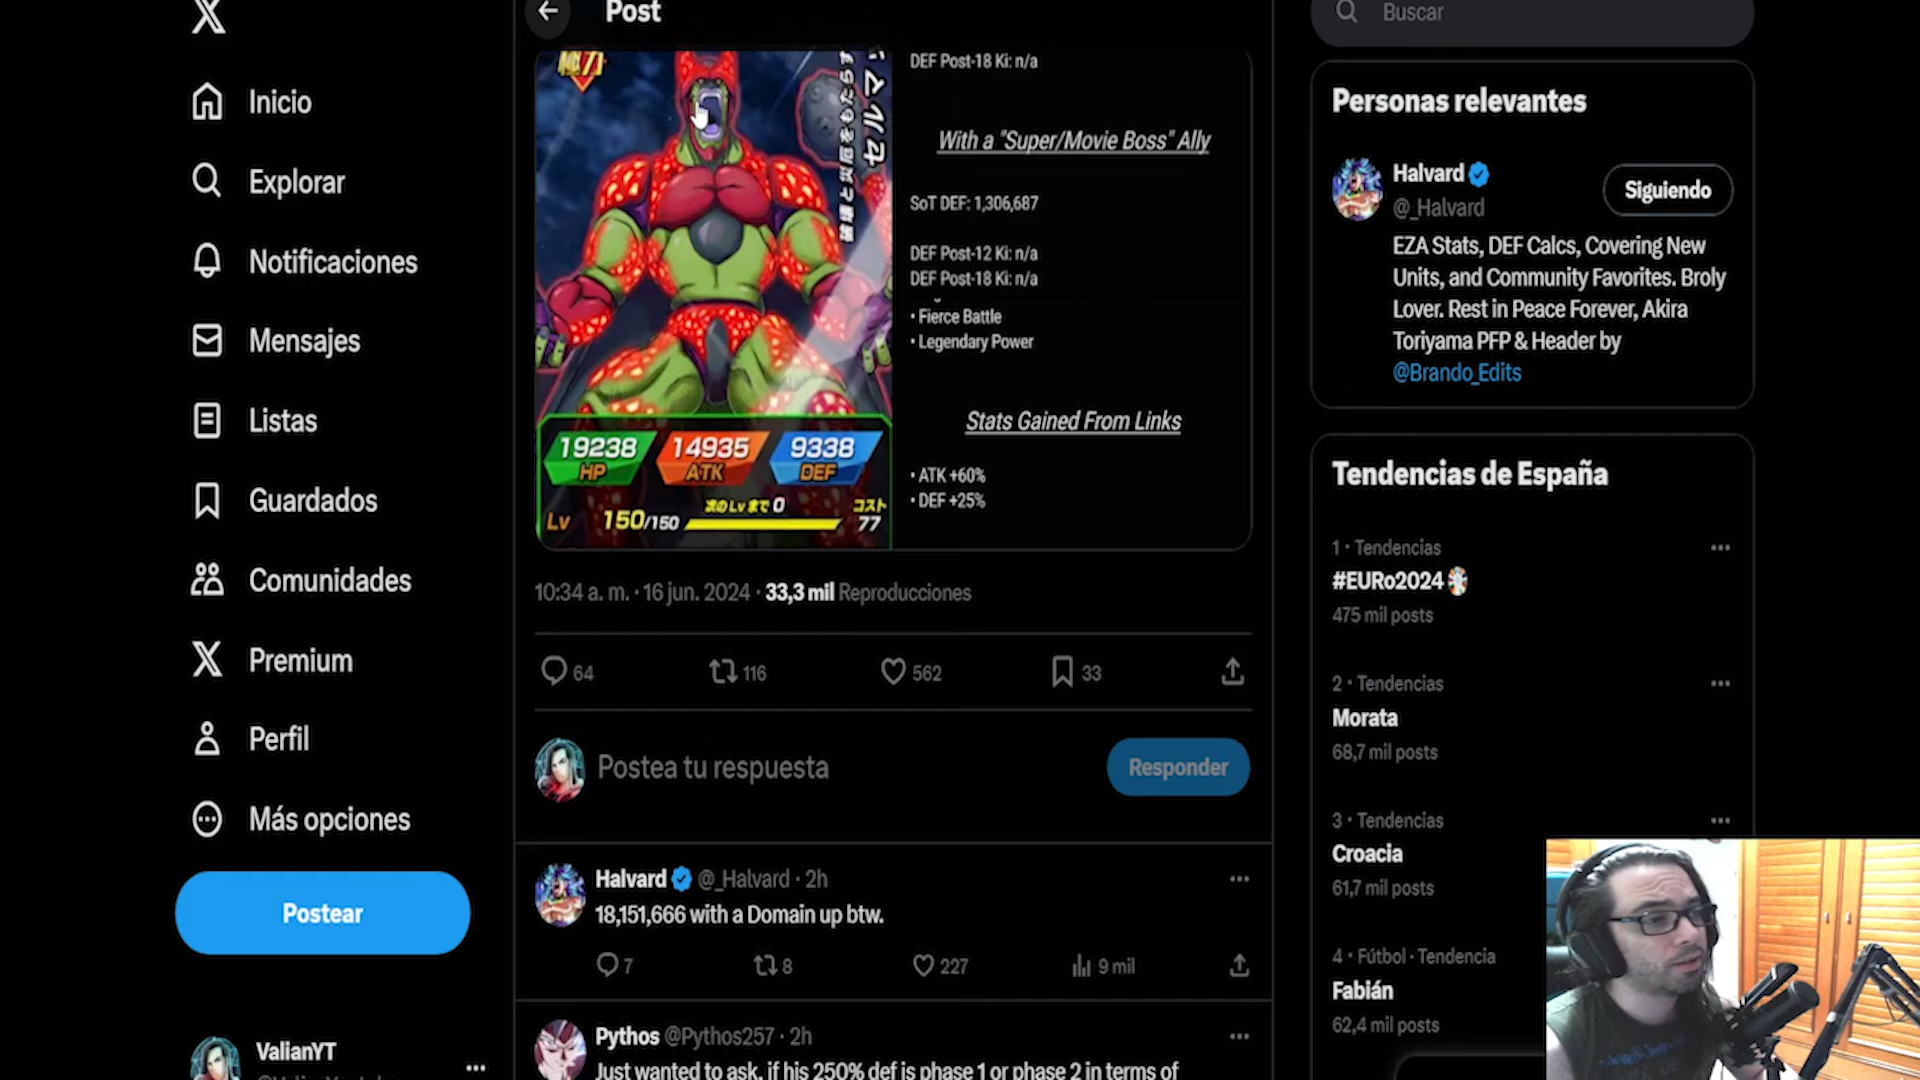 Inicio
Explorar
Notificaciones
Mensajes
Listas
Guardados
Comunidades
Premium
Perfil
Más opciones
Postear
ValianYT
Post
19238
HP
14935
ATK
9338
DEF
次のLvまで0
Lv 150/150
コスト
77
DEF Post-18 Ki: n/a
With a "Super/Movie Boss" Ally
SoT DEF: 1,306,687
DEF Post-12 Ki: n/a
DEF Post-18 Ki: n/a
• Fierce Battle
• Legendary Power
Stats Gained From Links
• ATK +60%
• DEF +25%
10:34 a. m. · 16 jun. 2024 · 33,3 mil Reproducciones
64
116
562
33
Postea tu respuesta
Responder
Halvard @_Halvard · 2h
18,151,666 with a Domain up btw.
7
8
227
9 mil
Pythos @Pythos257 · 2h
Just wanted to ask, if his 250% def is phase 1 or phase 2 in terms of
Buscar
Personas relevantes
Halvard
@_Halvard
Siguiendo
EZA Stats, DEF Calcs, Covering New
Units, and Community Favorites. Broly
Lover. Rest in Peace Forever, Akira
Toriyama PFP & Header by
@Brando_Edits
Tendencias de España
1 · Tendencias
#EURo2024
475 mil posts
2 · Tendencias
Morata
68,7 mil posts
3 · Tendencias
Croacia
61,7 mil posts
4 · Fútbol · Tendencia
Fabián
62,4 mil posts